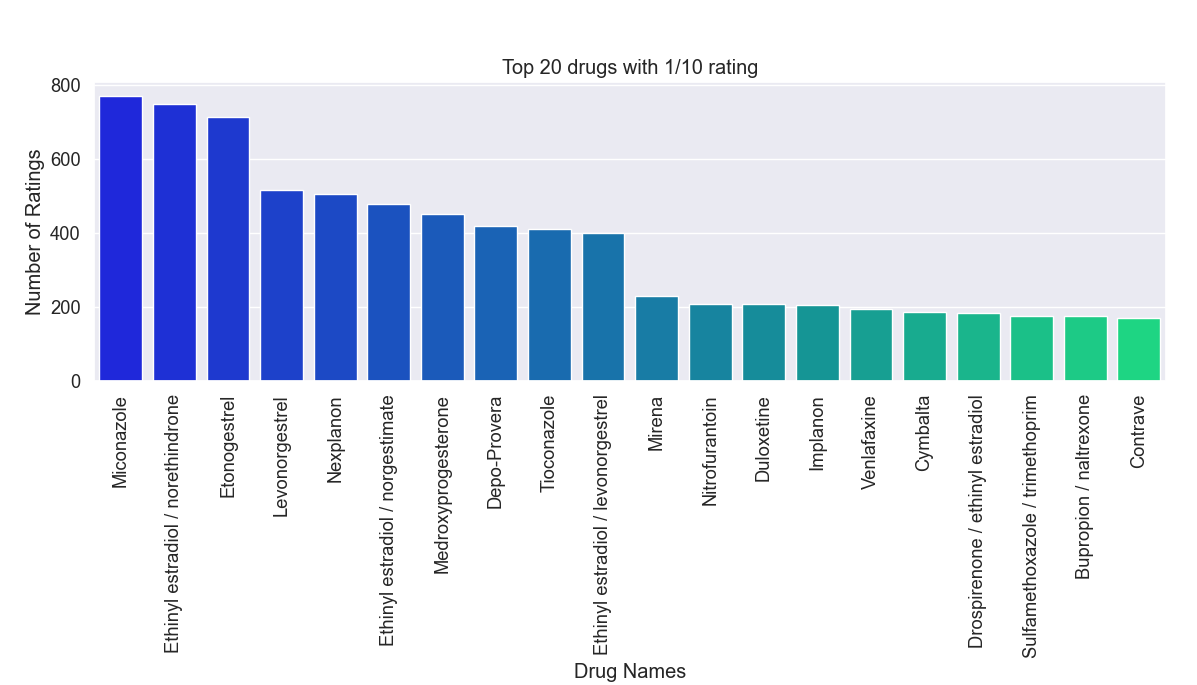 Top 20 drugs with 1/10 rating
Number of Ratings
800
600
400
200
0
Miconazole
Ethinyl estradiol / norethindrone
Etonogestrel
Levonorgestrel
Nexplanon
Ethinyl estradiol / norgestimate
Medroxyprogesterone
Depo-Provera
Tioconazole
Ethinyl estradiol / levonorgestrel
Mirena
Nitrofurantoin
Duloxetine
Implanon
Venlafaxine
Cymbalta
Drospirenone / ethinyl estradiol
Sulfamethoxazole / trimethoprim
Bupropion / naltrexone
Contrave
Drug Names